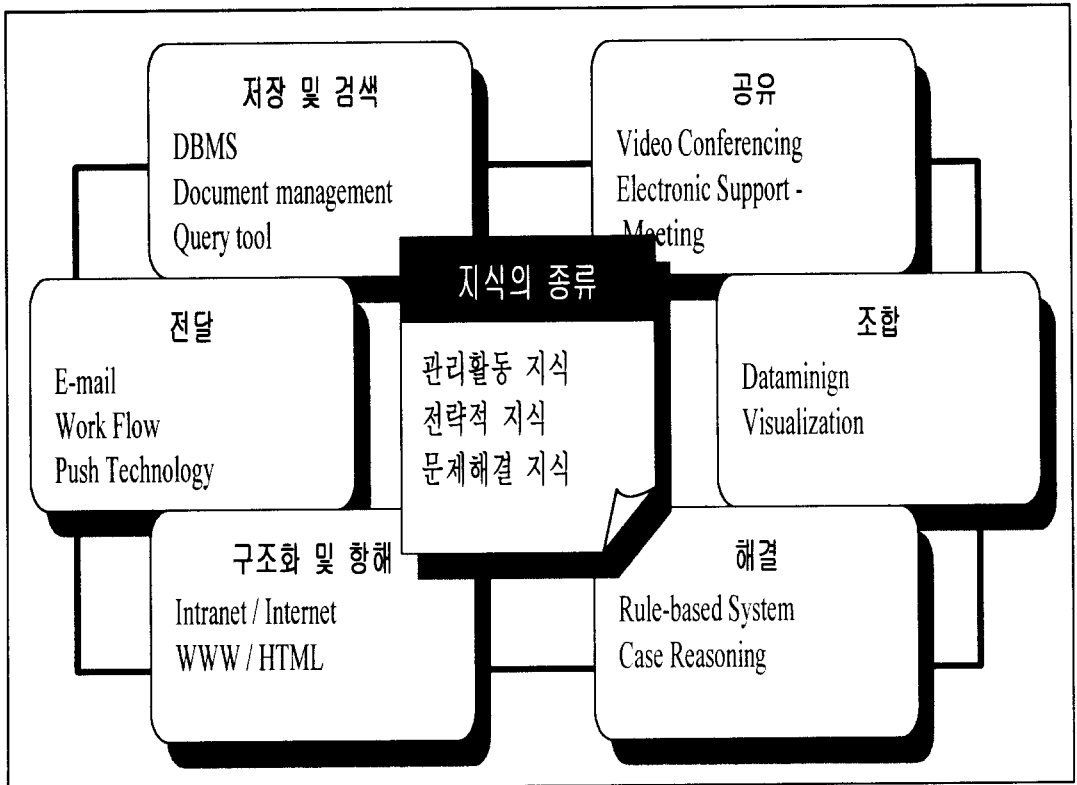 저장 및 검색
DBMS
Document management
Query tool
공유
Video Conferencing
Electronic Support -
Meeting
전달
E-mail
Work Flow
Push Technology
지식의 종류
관리활동 지식
전략적 지식
문제해결 지식
조합
Dataminign
Visualization
구조화 및 항해
Intranet / Internet
WWW / HTML
해결
Rule-based System
Case Reasoning